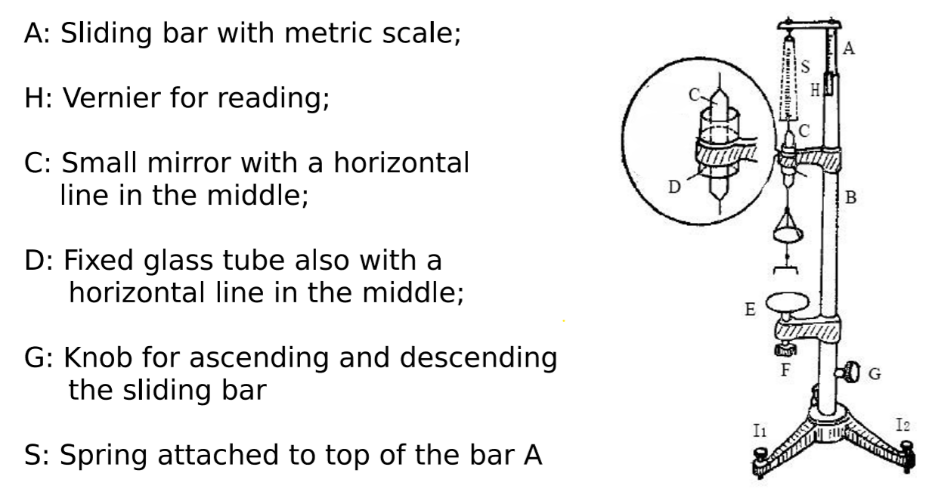 A: Sliding bar with metric scale;
H: Vernier for reading;
C: Small mirror with a horizontal
line in the middle;
D: Fixed glass tube also with a
horizontal line in the middle;
G: Knob for ascending and descending
the sliding bar
S: Spring attached to top of the bar A
A
S
H
C
C
D
B
E
F
G
I1
I2